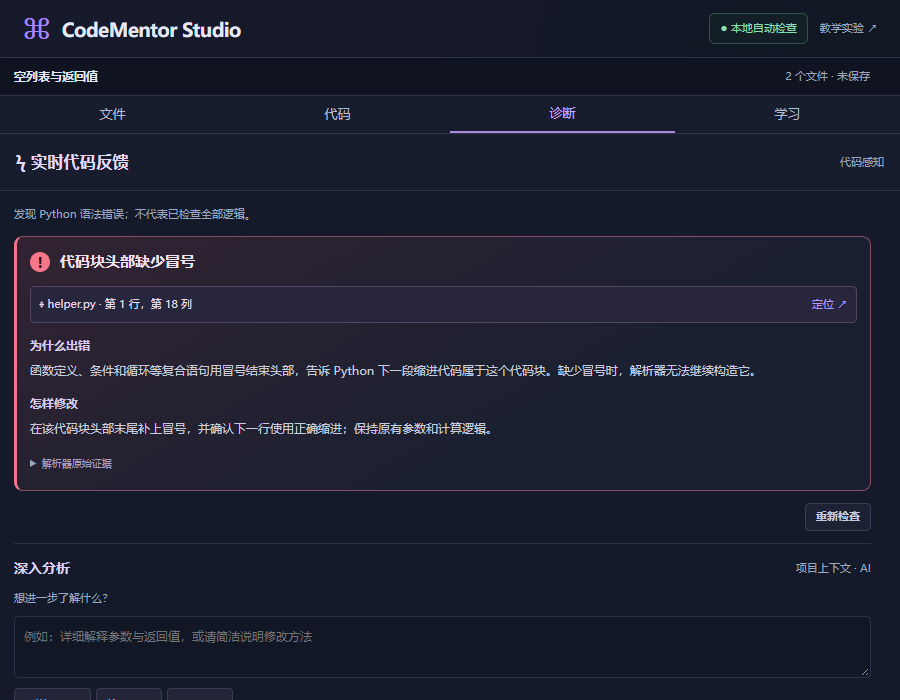 CodeMentor Studio
本地自动检查
教学实验 ↗
空列表与返回值
2 个文件 · 未保存
文件
代码
诊断
学习
实时代码反馈
代码感知
发现 Python 语法错误；不代表已检查全部逻辑。
! 代码块头部缺少冒号
helper.py · 第 1 行，第 18 列
定位 ↗
为什么出错
函数定义、条件和循环等复合语句用冒号结束头部，告诉 Python 下一段缩进代码属于这个代码块。缺少冒号时，解析器无法继续构造它。
怎样修改
在该代码块头部末尾补上冒号，并确认下一行使用正确缩进；保持原有参数和计算逻辑。
解析器原始证据
重新检查
深入分析
项目上下文 · AI
想进一步了解什么？
例如：详细解释参数与返回值，或请简洁说明修改方法